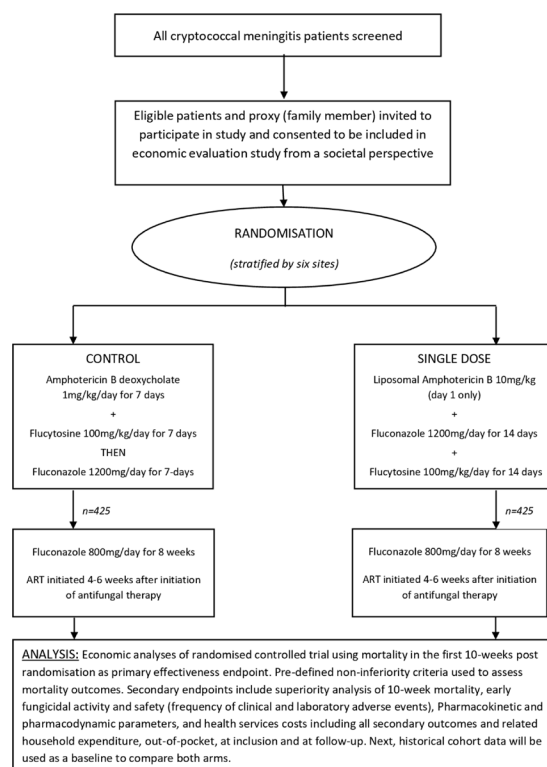 All cryptococcal meningitis patients screened
Eligible patients and proxy (family member) invited to
participate in study and consented to be included in
economic evaluation study from a societal perspective
RANDOMISATION
(stratified by six sites)
CONTROL
Amphotericin B deoxycholate
1mg/kg/day for 7 days
+
Flucytosine 100mg/kg/day for 7 days
THEN
Fluconazole 1200mg/day for 7-days
SINGLE DOSE
Liposomal Amphotericin B 10mg/kg
(day 1 only)
+
Fluconazole 1200mg/day for 14 days
+
Flucytosine 100mg/kg/day for 14 days
n=425
n=425
Fluconazole 800mg/day for 8 weeks
ART initiated 4-6 weeks after initiation
of antifungal therapy
Fluconazole 800mg/day for 8 weeks
ART initiated 4-6 weeks after initiation
of antifungal therapy
ANALYSIS: Economic analyses of randomised controlled trial using mortality in the first 10-weeks post
randomisation as primary effectiveness endpoint. Pre-defined non-inferiority criteria used to assess
mortality outcomes. Secondary endpoints include superiority analysis of 10-week mortality, early
fungicidal activity and safety (frequency of clinical and laboratory adverse events), Pharmacokinetic and
pharmacodynamic parameters, and health services costs including all secondary outcomes and related
household expenditure, out-of-pocket, at inclusion and at follow-up. Next, historical cohort data will
be used as a baseline to compare both arms.